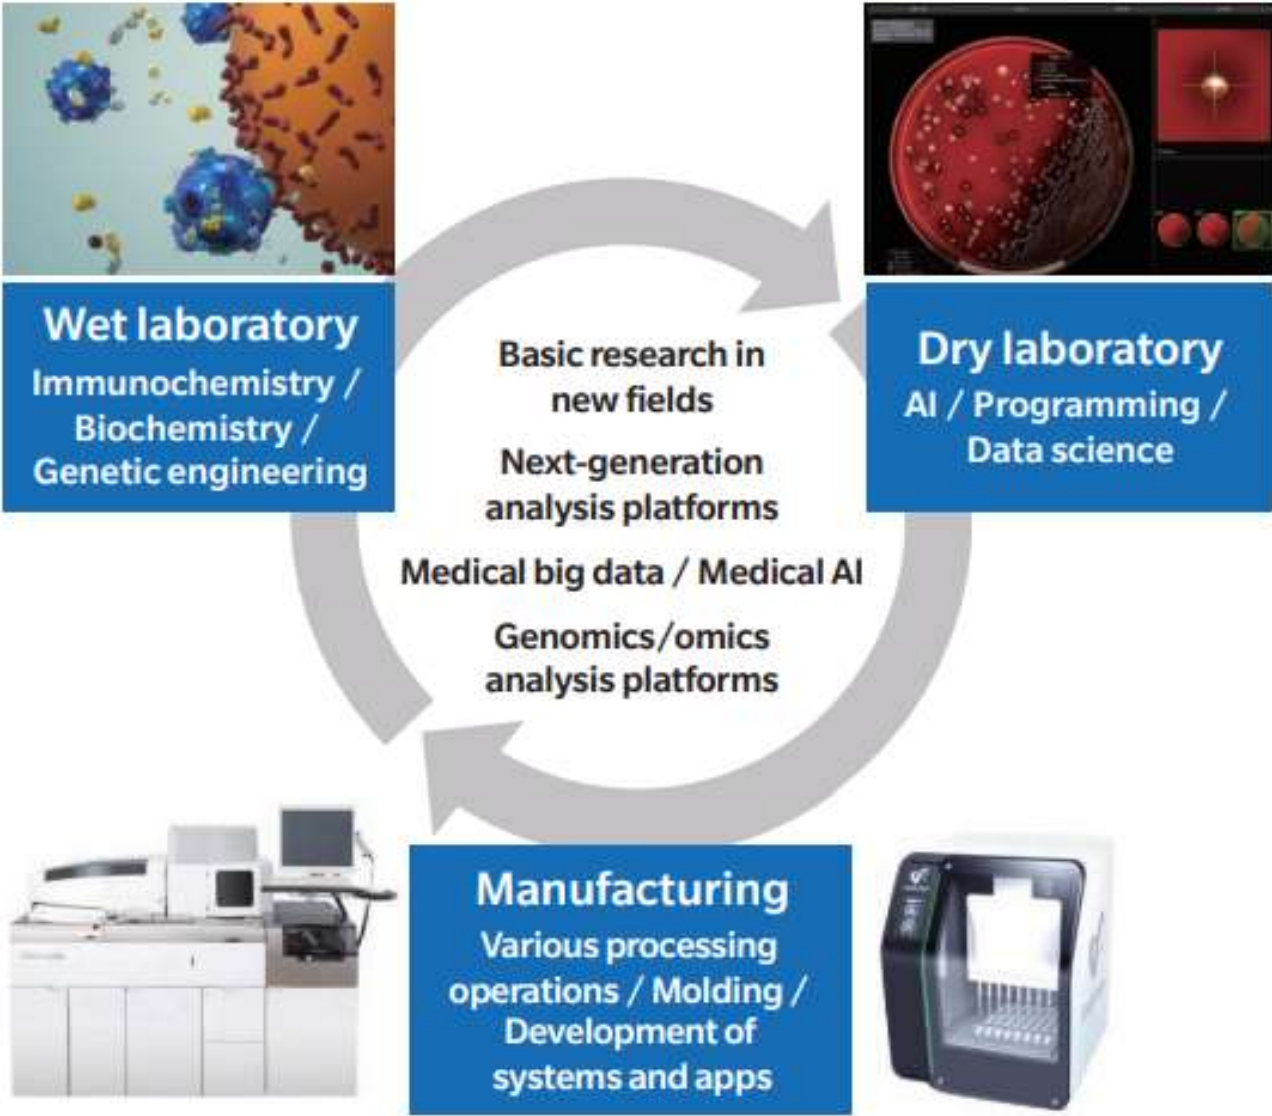 Wet laboratory
Immunochemistry /
Biochemistry /
Genetic engineering
Dry laboratory
AI / Programming /
Data science
Basic research in
new fields
Next-generation
analysis platforms
Medical big data / Medical AI
Genomics/omics
analysis platforms
Manufacturing
Various processing
operations / Molding /
Development of
systems and apps